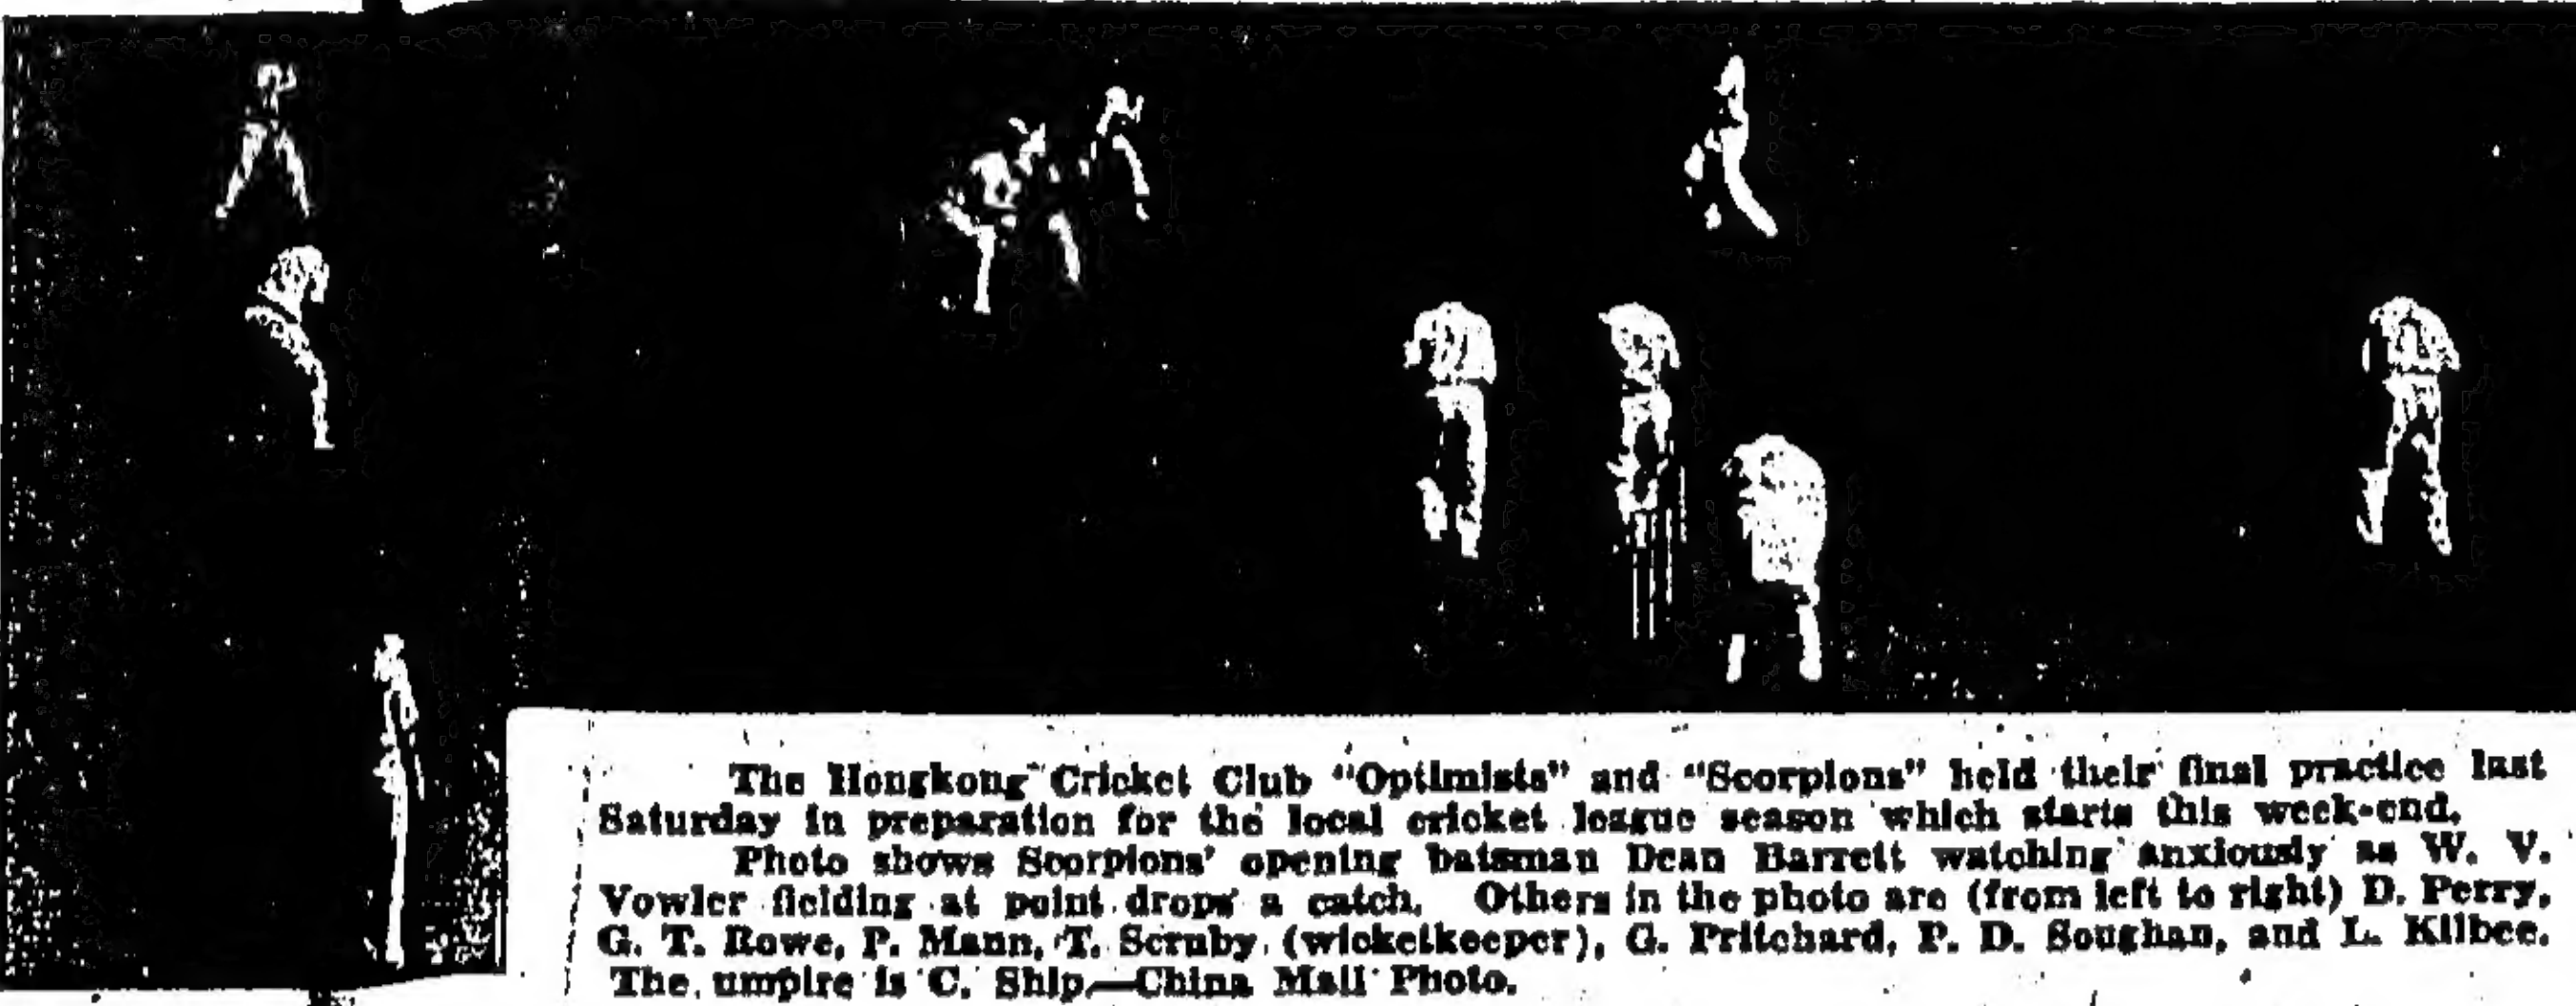 The Hongkong Cricket Club "Optimists" and "Scorpions" held their final practice last
Saturday in preparation for the local cricket league season which starts this week-end.
Photo shows Scorpions' opening batsman Dean Barrett watching anxiously as W. V.
Vowler fielding at point drops a catch. Others in the photo are (from left to right) D. Perry,
G. T. Rowe, P. Mann, T. Scruby (wicketkeeper), G. Pritchard, P. D. Soughan, and L. Kilbee.
The umpire is C. Ship—China Mail Photo.